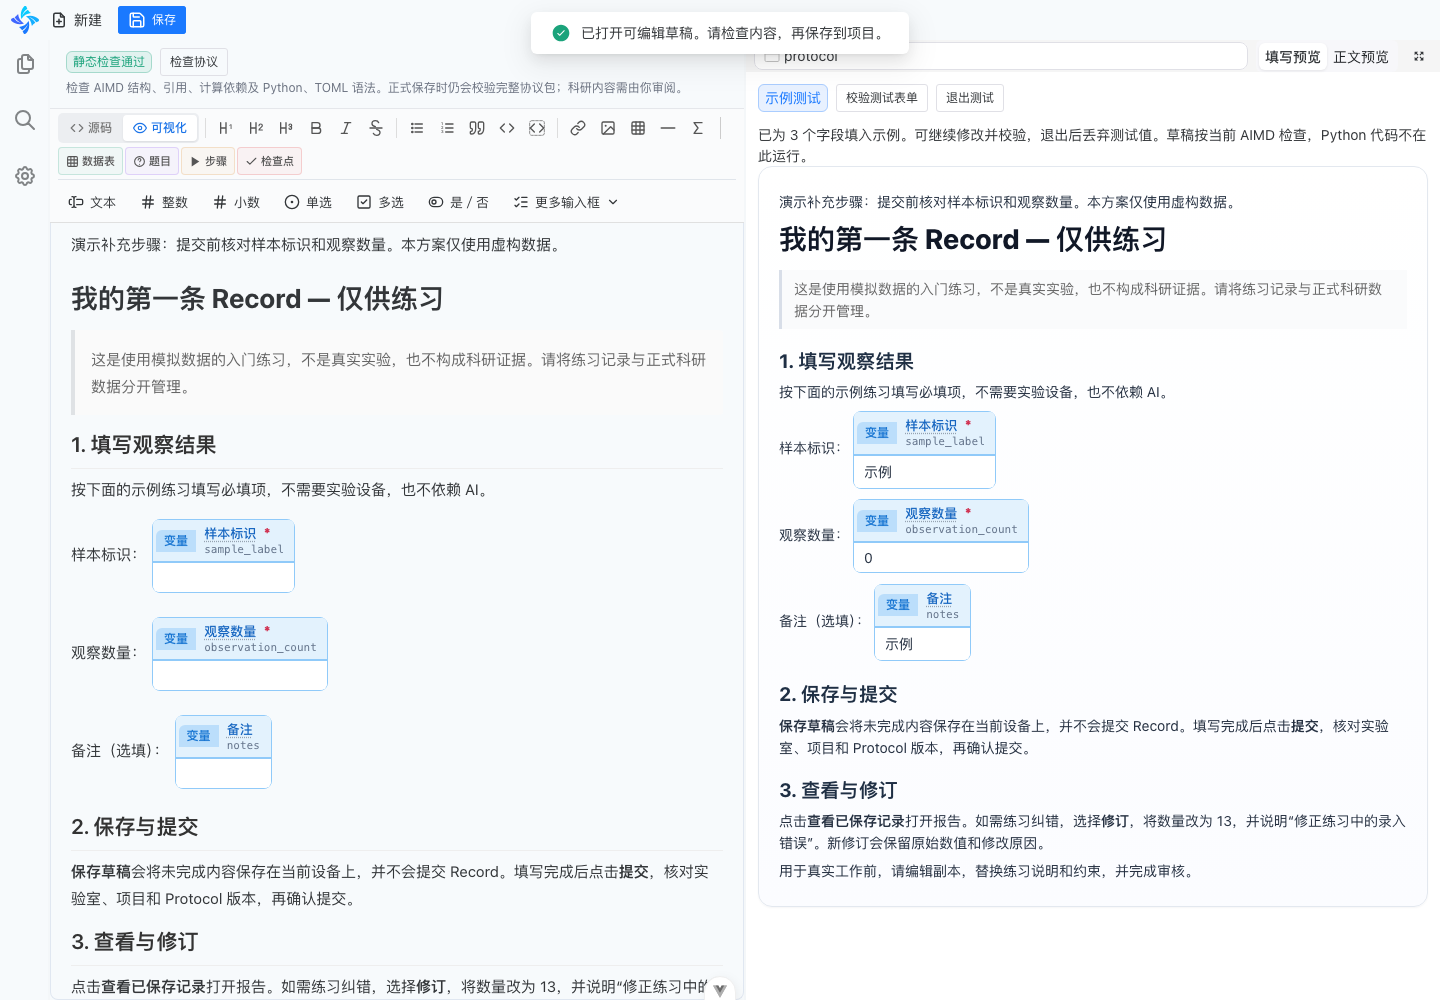 新建
保存
已打开可编辑草稿。请检查内容，再保存到项目。
静态检查通过
检查协议
检查 AIMD 结构、引用、计算依赖及 Python、TOML 语法。正式保存时仍会校验完整协议包；科研内容需由你审阅。
源码
可视化
H1
H2
H3
B
I
S
Σ
数据表
题目
步骤
检查点
文本
整数
小数
单选
多选
是 / 否
更多输入框
演示补充步骤：提交前核对样本标识和观察数量。本方案仅使用虚构数据。
我的第一条 Record — 仅供练习
这是使用模拟数据的入门练习，不是真实实验，也不构成科研证据。请将练习记录与正式科研
数据分开管理。
1. 填写观察结果
按下面的示例练习填写必填项，不需要实验设备，也不依赖 AI。
样本标识：
变量
样本标识 *
sample_label
观察数量：
变量
观察数量 *
observation_count
备注（选填）：
变量
备注
notes
2. 保存与提交
保存草稿会将未完成内容保存在当前设备上，并不会提交 Record。填写完成后点击提交，核对实
验室、项目和 Protocol 版本，再确认提交。
3. 查看与修订
点击查看已保存记录打开报告。如需练习纠错，选择修订，将数量改为 13，并说明“修正练习中的
protocol
填写预览
正文预览
示例测试
校验测试表单
退出测试
已为 3 个字段填入示例。可继续修改并校验，退出后丢弃测试值。草稿按当前 AIMD 检查，Python 代码不在
此运行。
演示补充步骤：提交前核对样本标识和观察数量。本方案仅使用虚构数据。
我的第一条 Record — 仅供练习
这是使用模拟数据的入门练习，不是真实实验，也不构成科研证据。请将练习记录与正式科研数
据分开管理。
1. 填写观察结果
按下面的示例练习填写必填项，不需要实验设备，也不依赖 AI。
样本标识：
变量
样本标识 *
sample_label
示例
观察数量：
变量
观察数量 *
observation_count
0
备注（选填）：
变量
备注
notes
示例
2. 保存与提交
保存草稿会将未完成内容保存在当前设备上，并不会提交 Record。填写完成后点击提交，核对实验
室、项目和 Protocol 版本，再确认提交。
3. 查看与修订
点击查看已保存记录打开报告。如需练习纠错，选择修订，将数量改为 13，并说明“修正练习中的录入
错误”。新修订会保留原始数值和修改原因。
用于真实工作前，请编辑副本，替换练习说明和约束，并完成审核。